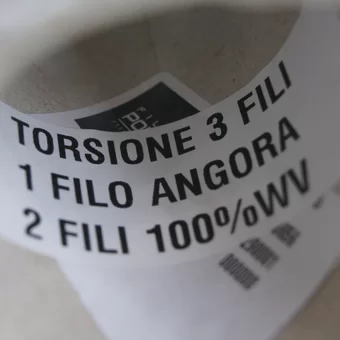 TORSIONE 3 FILI
1 FILO ANGORA
2 FILI 100%WV